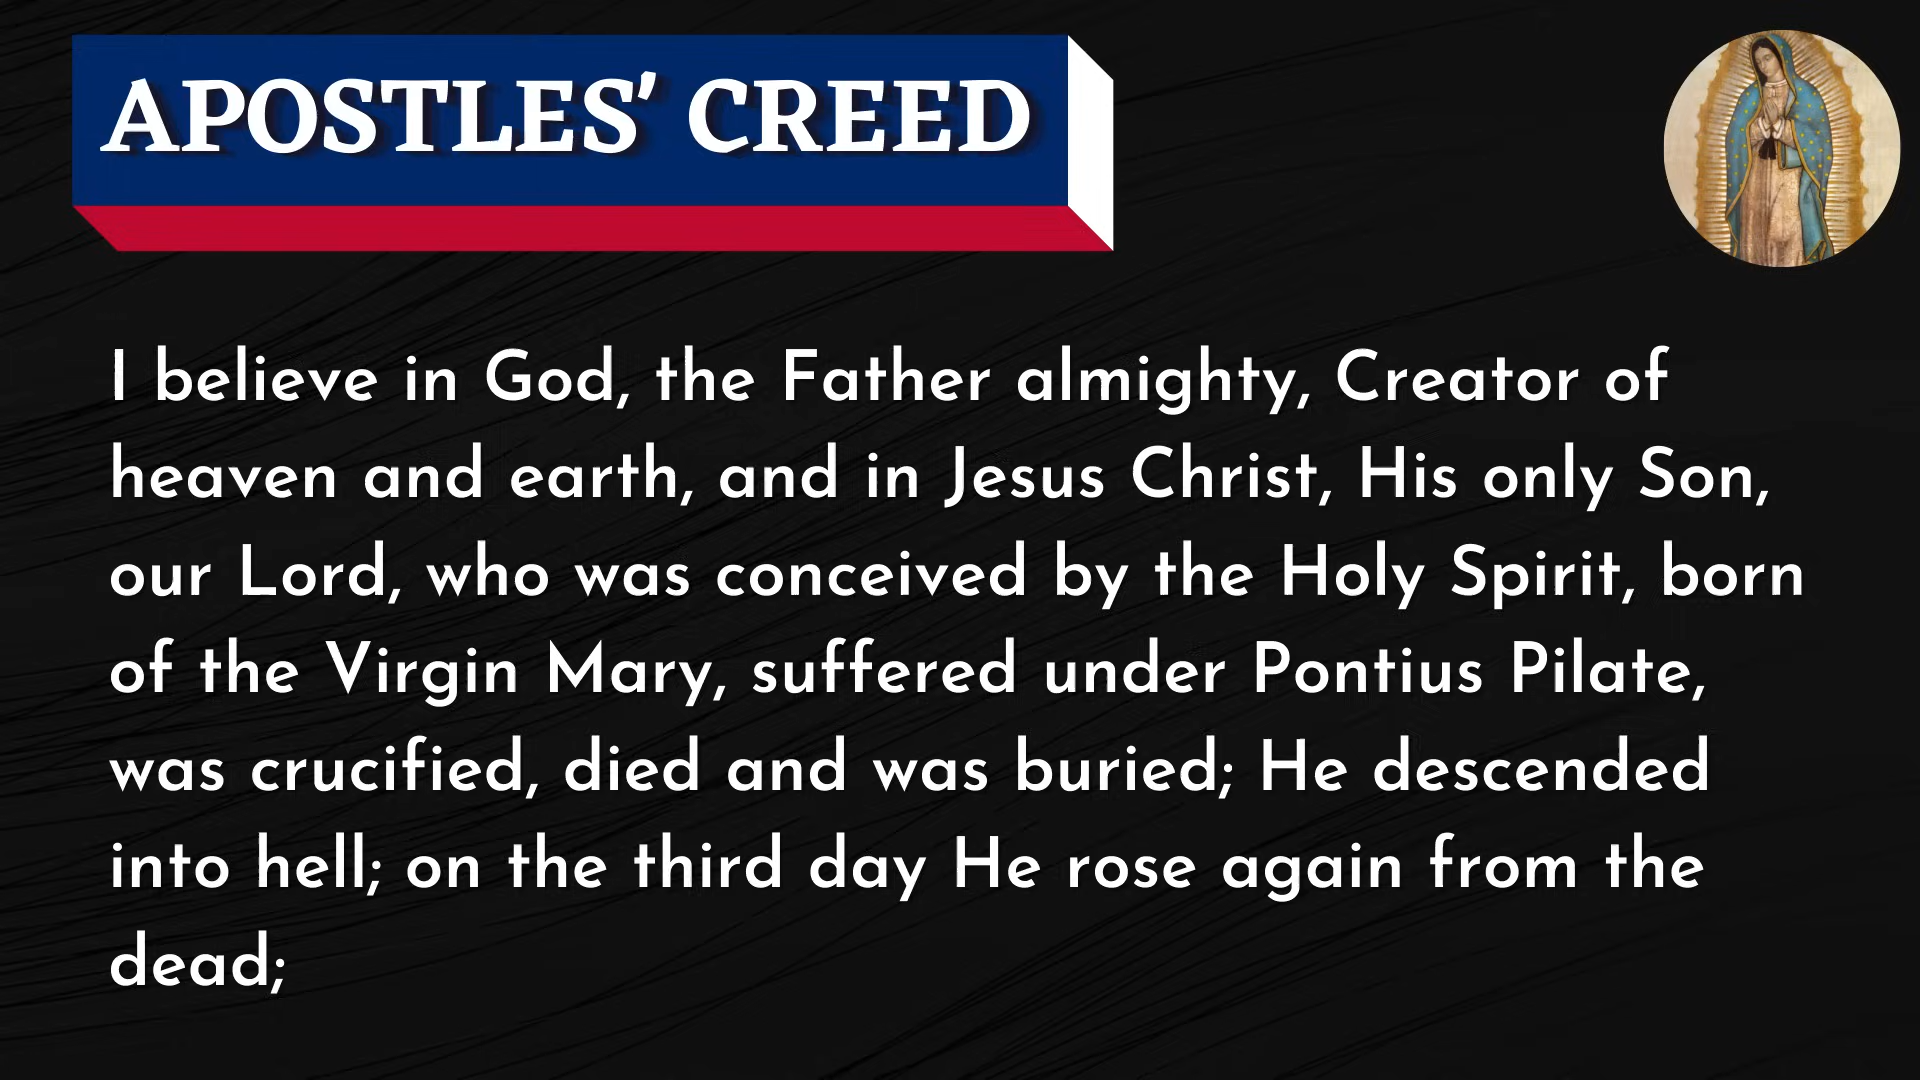 APOSTLES' CREED
I believe in God, the Father almighty, Creator of
heaven and earth, and in Jesus Christ, His only Son,
our Lord, who was conceived by the Holy Spirit, born
of the Virgin Mary, suffered under Pontius Pilate,
was crucified, died and was buried; He descended
into hell; on the third day He rose again from the
dead;